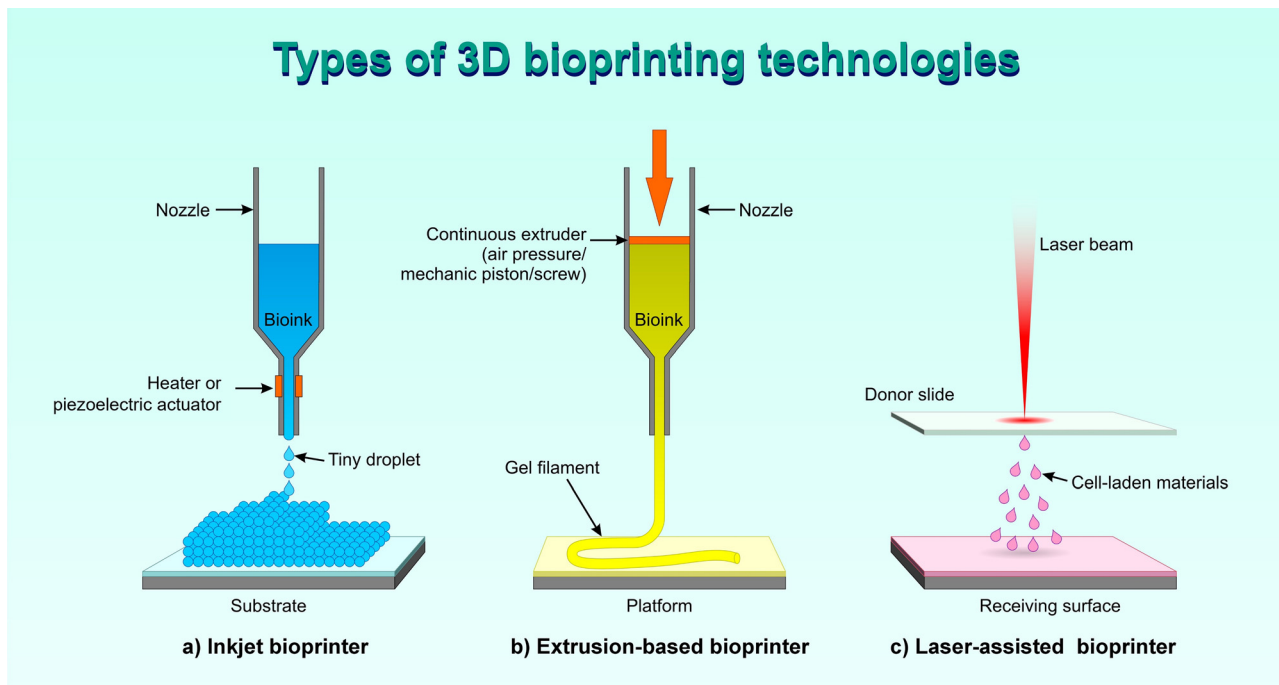 Types of 3D bioprinting technologies
Nozzle
Bioink
Heater or
piezoelectric actuator
Tiny droplet
Substrate
a) Inkjet bioprinter
Nozzle
Continuous extruder
(air pressure/
mechanic piston/screw)
Bioink
Gel filament
Platform
b) Extrusion-based bioprinter
Laser beam
Donor slide
Cell-laden materials
Receiving surface
c) Laser-assisted bioprinter